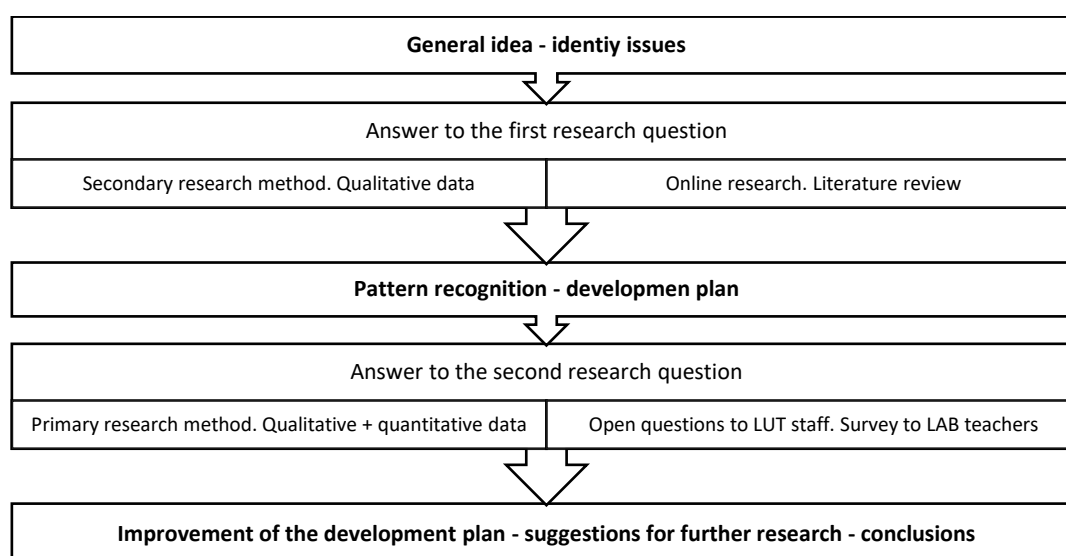 General idea - identiy issues
Answer to the first research question
Secondary research method. Qualitative data
Online research. Literature review
Pattern recognition - developmen plan
Answer to the second research question
Primary research method. Qualitative + quantitative data
Open questions to LUT staff. Survey to LAB teachers
Improvement of the development plan - suggestions for further research - conclusions